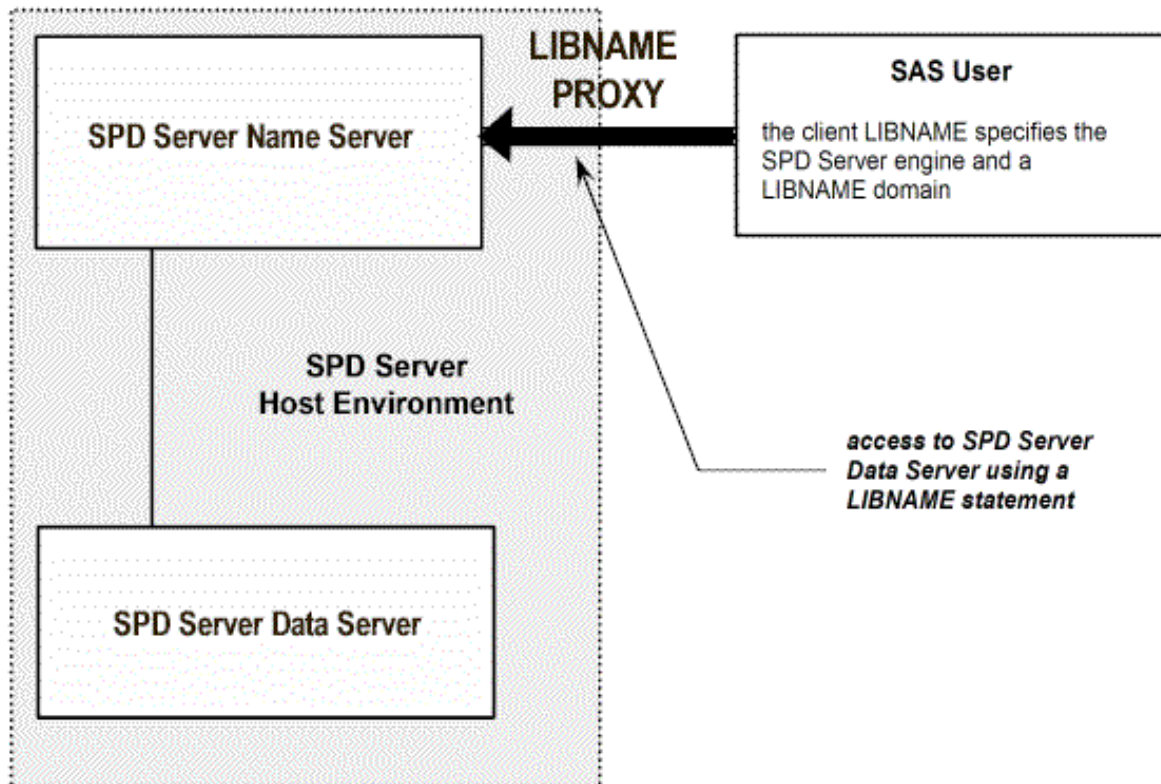 LIBNAME
PROXY
SPD Server Name Server
SAS User
the client LIBNAME specifies the
SPD Server engine and a
LIBNAME domain
SPD Server
Host Environment
access to SPD Server
Data Server using a
LIBNAME statement
SPD Server Data Server